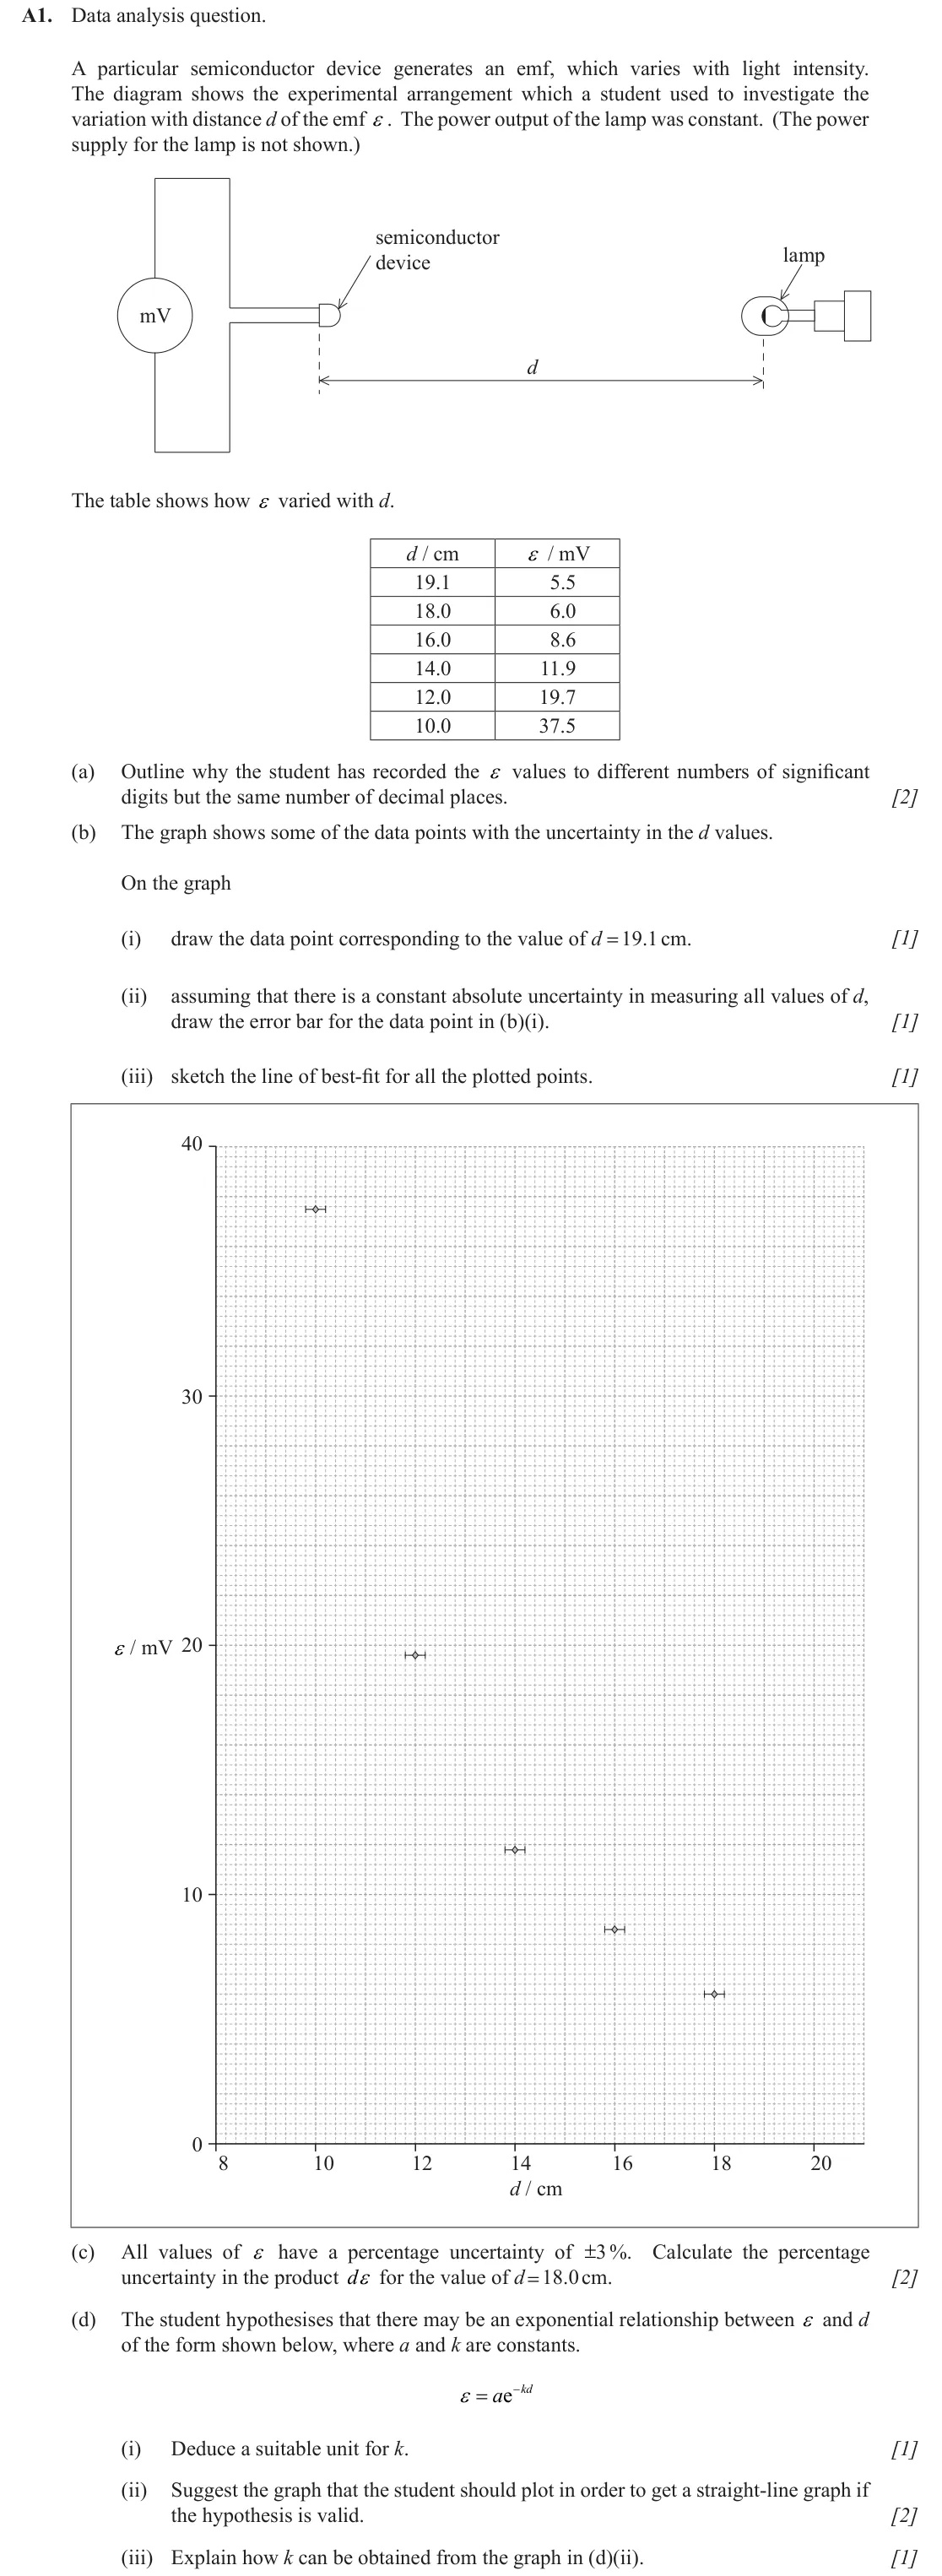 A1. Data analysis question.
A particular semiconductor device generates an emf, which varies with light intensity.
The diagram shows the experimental arrangement which a student used to investigate the
variation with distance d of the emf ε. The power output of the lamp was constant. (The power
supply for the lamp is not shown.)
semiconductor
device
lamp
mV
d
The table shows how ε varied with d.
d / cm ε / mV
19.1 5.5
18.0 6.0
16.0 8.6
14.0 11.9
12.0 19.7
10.0 37.5
(a) Outline why the student has recorded the ε values to different numbers of significant
digits but the same number of decimal places. [2]
(b) The graph shows some of the data points with the uncertainty in the d values.
On the graph
(i) draw the data point corresponding to the value of d = 19.1 cm. [1]
(ii) assuming that there is a constant absolute uncertainty in measuring all values of d,
draw the error bar for the data point in (b)(i). [1]
(iii) sketch the line of best-fit for all the plotted points. [1]
40
30
ε / mV 20
10
0
8 10 12 14 16 18 20
d / cm
(c) All values of ε have a percentage uncertainty of ±3 %. Calculate the percentage
uncertainty in the product dε for the value of d = 18.0 cm. [2]
(d) The student hypothesises that there may be an exponential relationship between ε and d
of the form shown below, where a and k are constants.
ε = ae^{-kd}
(i) Deduce a suitable unit for k. [1]
(ii) Suggest the graph that the student should plot in order to get a straight-line graph if
the hypothesis is valid. [2]
(iii) Explain how k can be obtained from the graph in (d)(ii). [1]